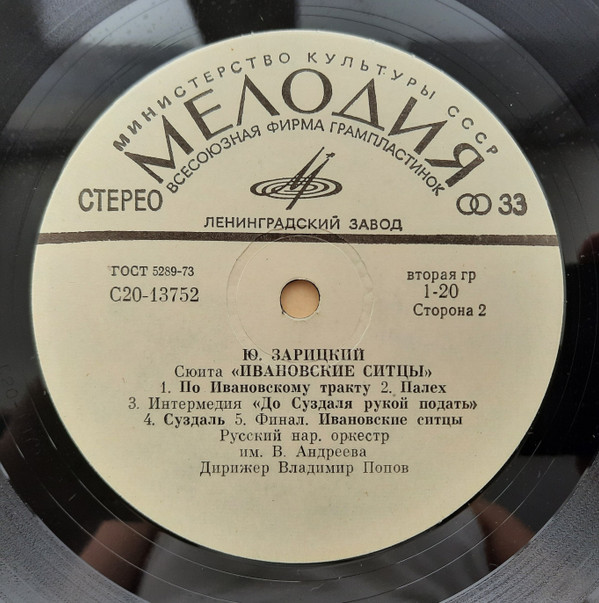 МИНИСТЕРСТВО КУЛЬТУРЫ СССР
МЕЛОДИЯ
ВСЕСОЮЗНАЯ ФИРМА ГРАМПЛАСТИНОК
СТЕРЕО
33
ЛЕНИНГРАДСКИЙ ЗАВОД
ГОСТ 5289-73
С20-13752
вторая гр
1-20
Сторона 2
Ю. ЗАРИЦКИЙ
Сюита «ИВАНОВСКИЕ СИТЦЫ»
1. По Ивановскому тракту 2. Палех
3. Интермедия «До Суздаля рукой подать»
4. Суздаль 5. Финал. Ивановские ситцы
Русский нар. оркестр
им. В. Андреева
Дирижер Владимир Попов